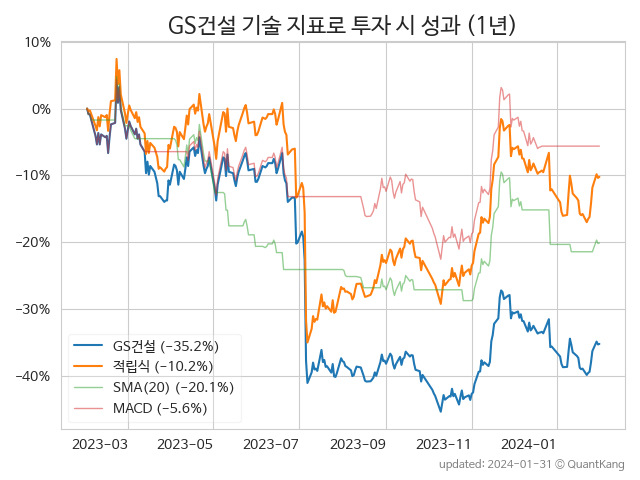 GS건설 기술 지표로 투자 시 성과 (1년)
10%
0%
−10%
−20%
−30%
−40%
GS건설 (−35.2%)
적립식 (−10.2%)
SMA(20) (−20.1%)
MACD (−5.6%)
2023-03 2023-05 2023-07 2023-09 2023-11 2024-01
updated: 2024-01-31 © QuantKang